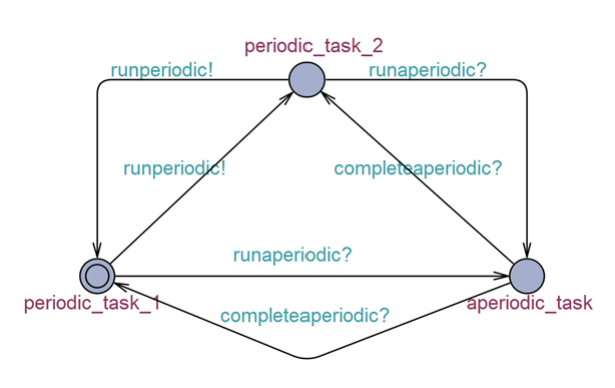 periodic_task_2
runperiodic!
runaperiodic?
runperiodic!
completeaperiodic?
runaperiodic?
periodic_task_1
aperiodic_task
completeaperiodic?